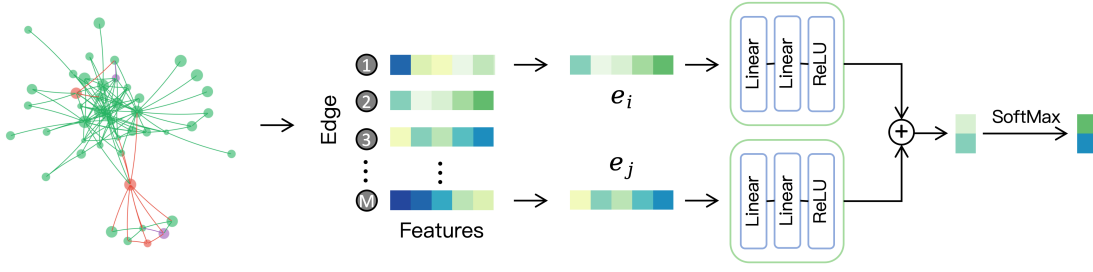 Edge
1
2
3
M
Features
e_i
e_j
Linear
Linear
ReLU
Linear
Linear
ReLU
+
SoftMax